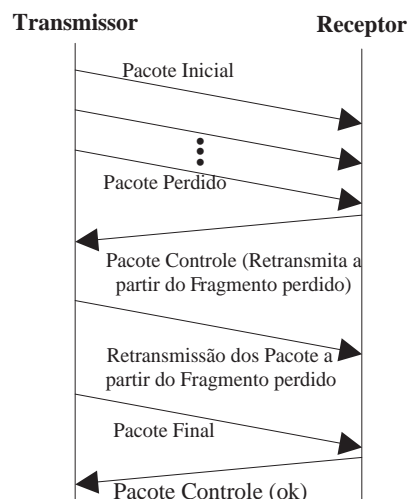 Transmissor
Receptor
Pacote Inicial
Pacote Perdido
Pacote Controle (Retransmita a
partir do Fragmento perdido)
Retransmissão dos Pacote a
partir do Fragmento perdido
Pacote Final
Pacote Controle (ok)